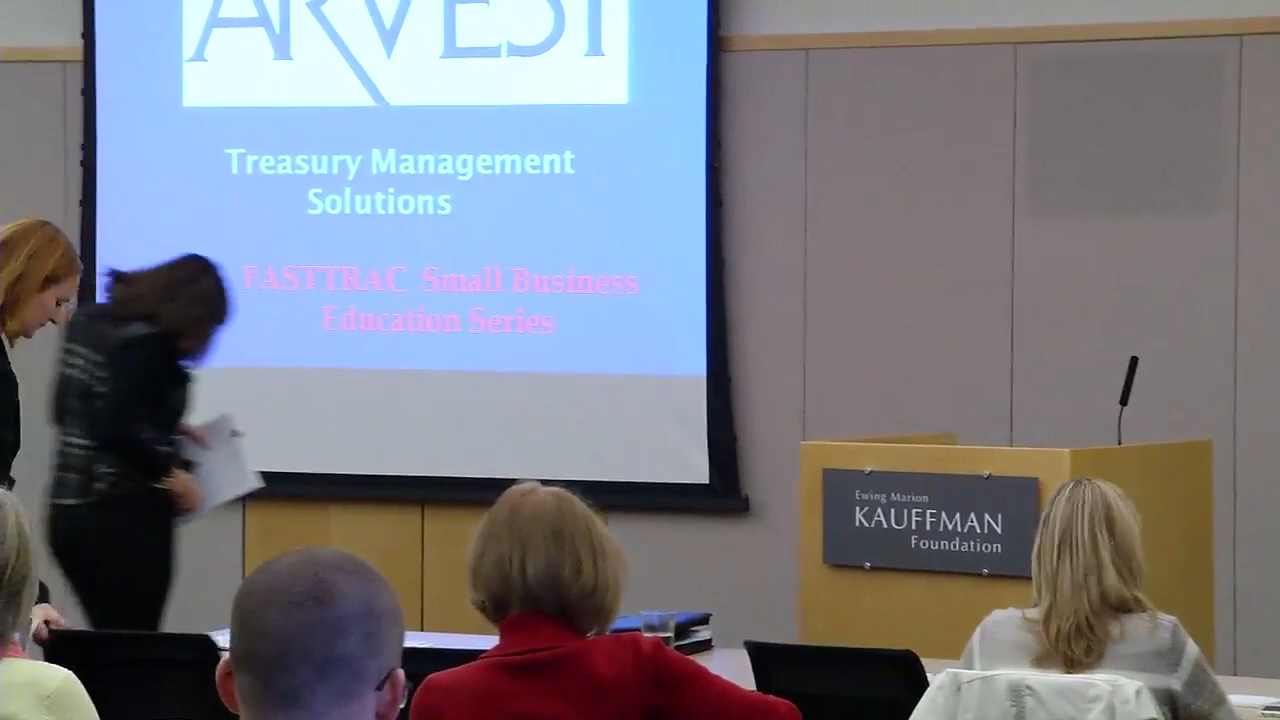 ARVEST
Treasury Management
Solutions
FASTTRAC Small Business
Education Series
Ewing Marion
KAUFFMAN
Foundation